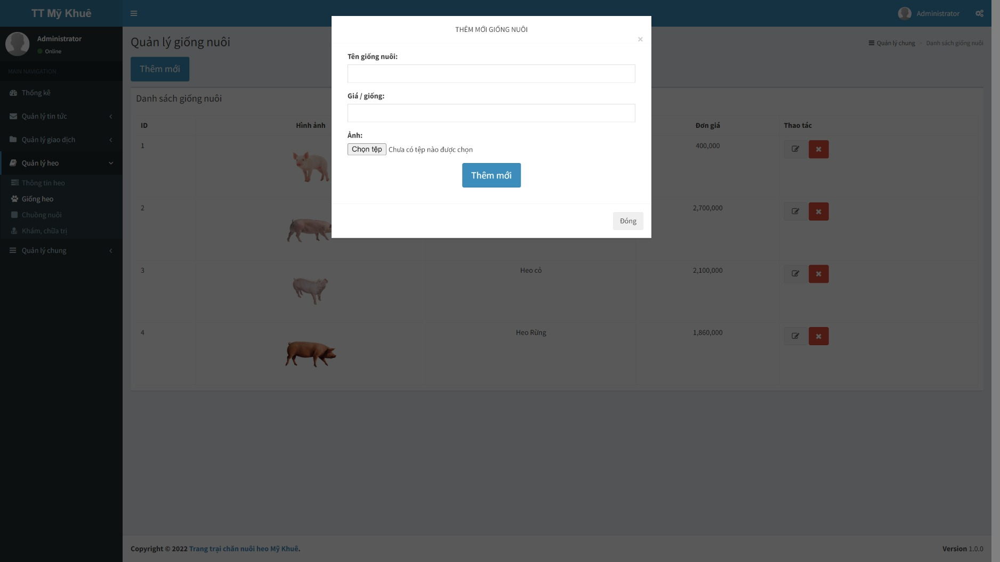 TT Mỹ Khuê
Administrator
Administrator
Online
MAIN NAVIGATION
Thống kê
Quản lý tin tức
Quản lý giao dịch
Quản lý heo
Thông tin heo
Giống heo
Chuồng nuôi
Khám, chữa trị
Quản lý chung
Quản lý giống nuôi
Quản lý chung > Danh sách giống nuôi
Thêm mới
Danh sách giống nuôi
ID Hình ảnh Đơn giá Thao tác
1 400,000
2 2,700,000
3 Heo cỏ 2,100,000
4 Heo Rừng 1,860,000
THÊM MỚI GIỐNG NUÔI
×
Tên giống nuôi:
Giá / giống:
Ảnh:
Chọn tệp Chưa có tệp nào được chọn
Thêm mới
Đóng
Copyright © 2022 Trang trại chăn nuôi heo Mỹ Khuê.
Version 1.0.0